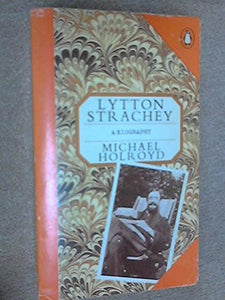 LYTTON
STRACHEY
A BIOGRAPHY
MICHAEL
HOLROYD